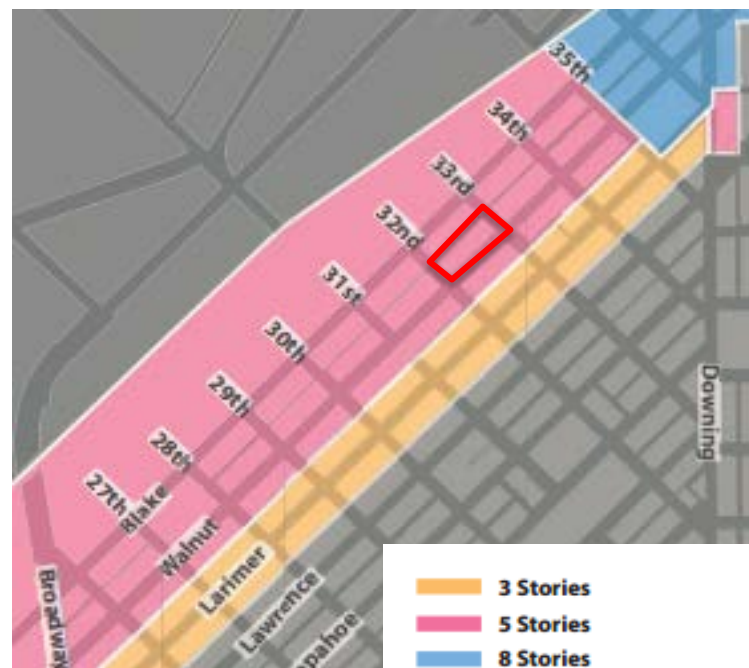 35th
34th
33rd
32nd
31st
30th
29th
28th
27th
Blake
Walnut
Larimer
Lawrence
apahoe
Broadway
Downing
3 Stories
5 Stories
8 Stories